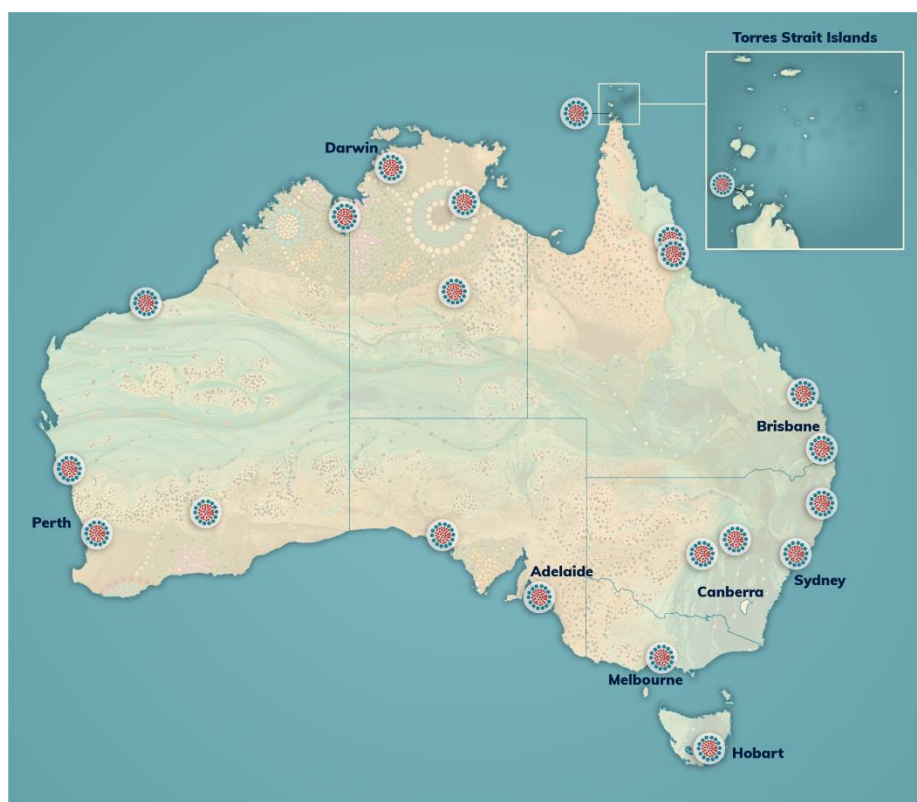 Torres Strait Islands
Darwin
Brisbane
Perth
Adelaide
Canberra
Sydney
Melbourne
Hobart